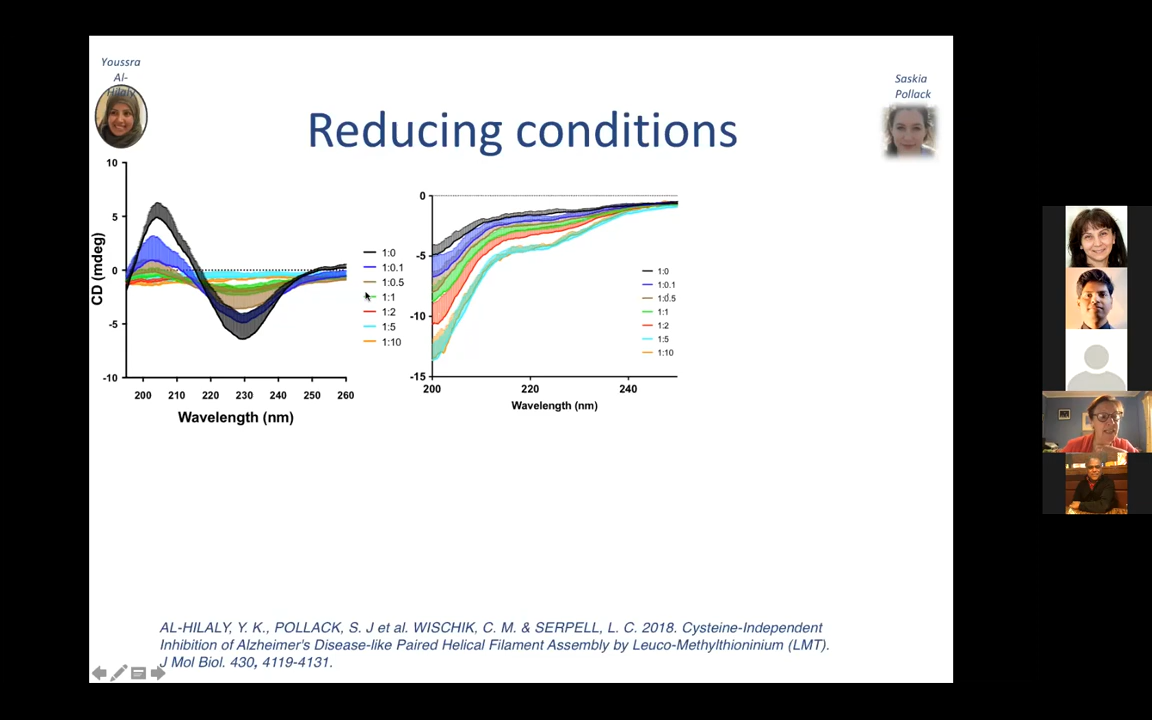 Youssra
Al-
Hilaly
Saskia
Pollack
Reducing conditions
10
5
0
-5
-10
CD (mdeg)
200 210 220 230 240 250 260
Wavelength (nm)
1:0
1:0.1
1:0.5
1:1
1:2
1:5
1:10
0
-5
-10
-15
200 220 240
Wavelength (nm)
1:0
1:0.1
1:0.5
1:1
1:2
1:5
1:10
AL-HILALY, Y. K., POLLACK, S. J et al. WISCHIK, C. M. & SERPELL, L. C. 2018. Cysteine-Independent
Inhibition of Alzheimer's Disease-like Paired Helical Filament Assembly by Leuco-Methylthioninium (LMT).
J Mol Biol. 430, 4119-4131.